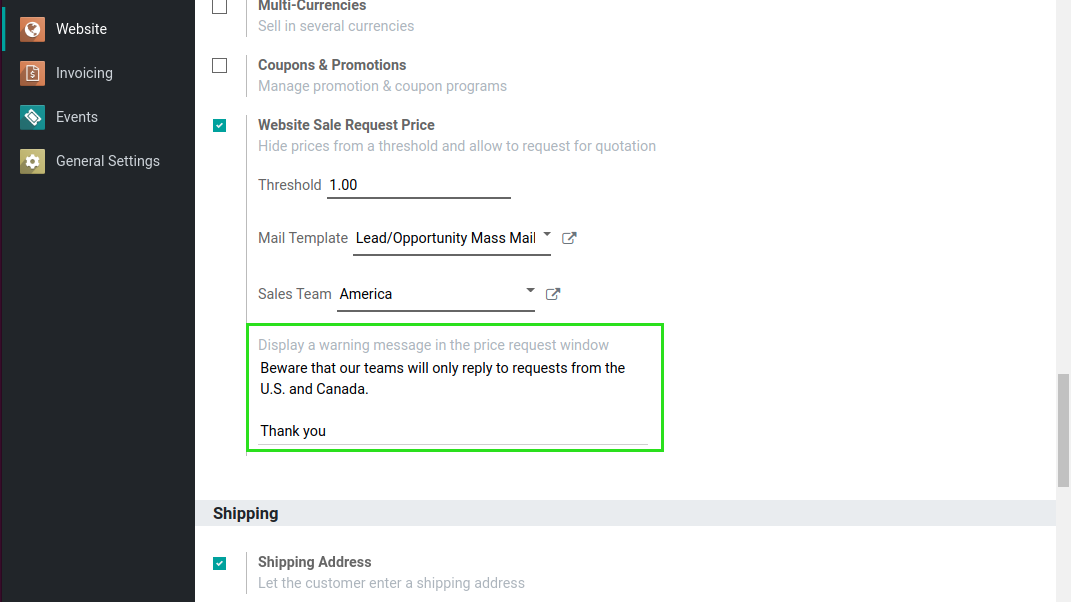 Website
Invoicing
Events
General Settings
Multi-Currencies
Sell in several currencies
Coupons & Promotions
Manage promotion & coupon programs
Website Sale Request Price
Hide prices from a threshold and allow to request for quotation
Threshold 1.00
Mail Template Lead/Opportunity Mass Mail
Sales Team America
Display a warning message in the price request window
Beware that our teams will only reply to requests from the
U.S. and Canada.
Thank you
Shipping
Shipping Address
Let the customer enter a shipping address